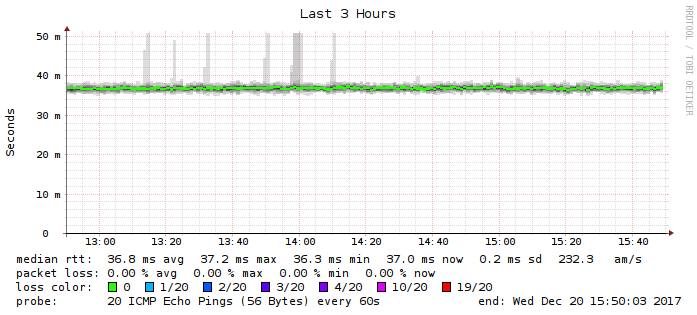 Last 3 Hours
RRDTOOL / TOBI OETIKER
Seconds
50 m
40 m
30 m
20 m
10 m
0
13:00 13:20 13:40 14:00 14:20 14:40 15:00 15:20 15:40
median rtt: 36.8 ms avg 37.2 ms max 36.3 ms min 37.0 ms now 0.2 ms sd 232.3 am/s
packet loss: 0.00 % avg 0.00 % max 0.00 % min 0.00 % now
loss color: 0 1/20 2/20 3/20 4/20 10/20 19/20
probe: 20 ICMP Echo Pings (56 Bytes) every 60s end: Wed Dec 20 15:50:03 2017